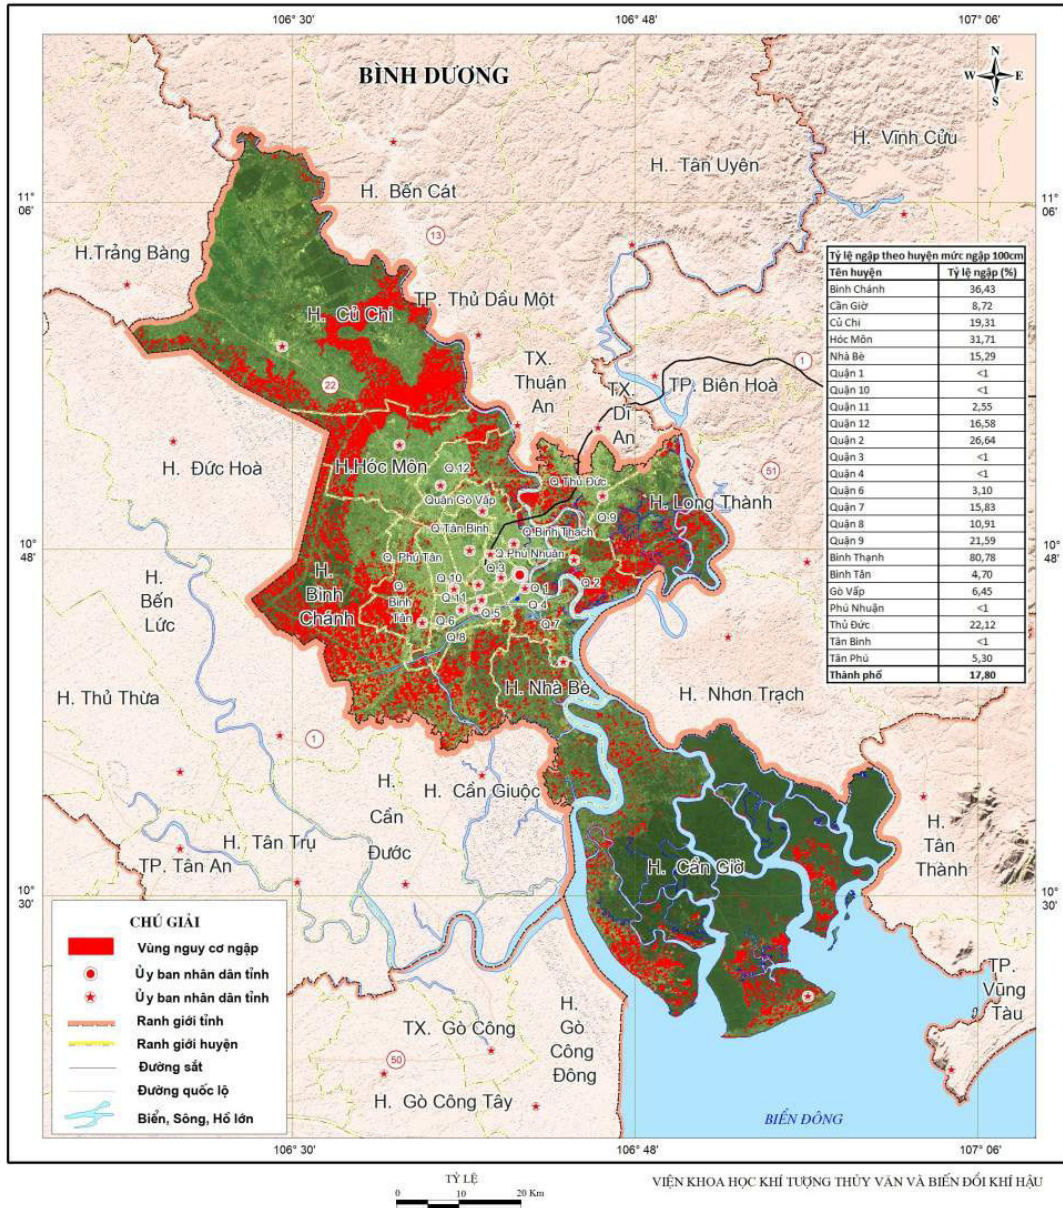 106° 30'
106° 48'
107° 06'
BÌNH DƯƠNG
N
W E
S
H. Vĩnh Cửu
H. Tân Uyên
H. Bến Cát
11°
06'
11°
06'
13
H.Trảng Bàng
TP. Thủ Dầu Một
H. Củ Chi
22
TX.
Thuận
An
TX.
Dĩ
An
TP. Biên Hoà
1
Tỷ lệ ngập theo huyện mức ngập 100cm
Tên huyện Tỷ lệ ngập (%)
Bình Chánh 36,43
Cần Giờ 8,72
Củ Chi 19,31
Hóc Môn 31,71
Nhà Bè 15,29
Quận 1 <1
Quận 10 <1
Quận 11 2,55
Quận 12 16,58
Quận 2 26,64
Quận 3 <1
Quận 4 <1
Quận 6 3,10
Quận 7 15,83
Quận 8 10,91
Quận 9 21,59
Bình Thạnh 80,78
Bình Tân 4,70
Gò Vấp 6,45
Phú Nhuận <1
Thủ Đức 22,12
Tân Bình <1
Tân Phú 5,30
Thành phố 17,80
H. Đức Hoà
H.Hóc Môn
Q.12
Quận Gò Vấp
Q.Thủ Đức
Q.9
H. Long Thành
51
Q.Tân Bình
Q.Bình Thạch
Q.Phú Nhuận
Q. Phú Tân
Q.3
Q.10
Q.11
Q.1
Q.2
Q.4
Q.5
Q.6
Q.7
Q.8
Q.
Bình
Tân
10°
48'
10°
48'
H.
Bình
Chánh
H.
Bến
Lức
H. Nhà Bè
H. Nhơn Trạch
H. Thủ Thừa
1
H.
Cần
Đước
H. Cần Giuộc
H. Tân Trụ
TP. Tân An
H. Cần Giờ
H.
Tân
Thành
10°
30'
10°
30'
CHÚ GIẢI
Vùng nguy cơ ngập
Ủy ban nhân dân tỉnh
Ủy ban nhân dân tỉnh
Ranh giới tỉnh
Ranh giới huyện
Đường sắt
Đường quốc lộ
Biển, Sông, Hồ lớn
TX. Gò Công
50
H. Gò Công Tây
H.
Gò
Công
Đông
TP.
Vũng
Tàu
BIỂN ĐÔNG
106° 30'
106° 48'
107° 06'
TỶ LỆ
0 10 20 Km
VIỆN KHOA HỌC KHÍ TƯỢNG THỦY VĂN VÀ BIẾN ĐỔI KHÍ HẬU